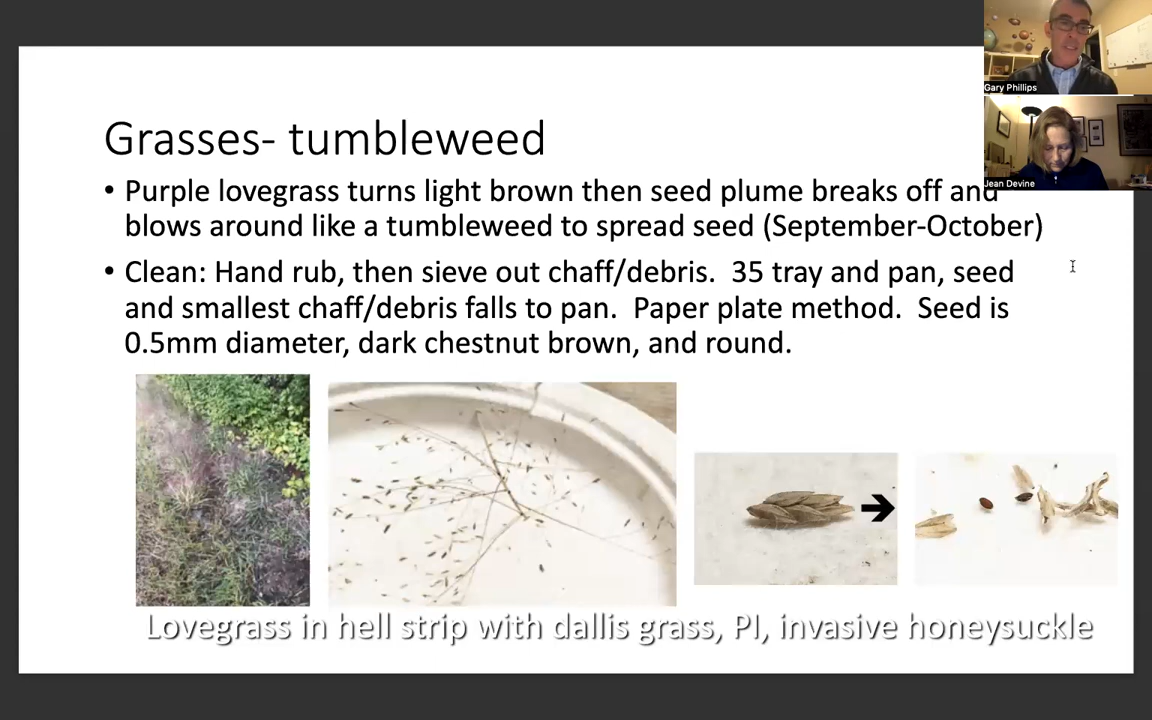 Gary Phillips
Jean Devine
Grasses- tumbleweed
• Purple lovegrass turns light brown then seed plume breaks off and
blows around like a tumbleweed to spread seed (September-October)
• Clean: Hand rub, then sieve out chaff/debris.  35 tray and pan, seed
and smallest chaff/debris falls to pan.  Paper plate method.  Seed is
0.5mm diameter, dark chestnut brown, and round.
Lovegrass in hell strip with dallis grass, PI, invasive honeysuckle